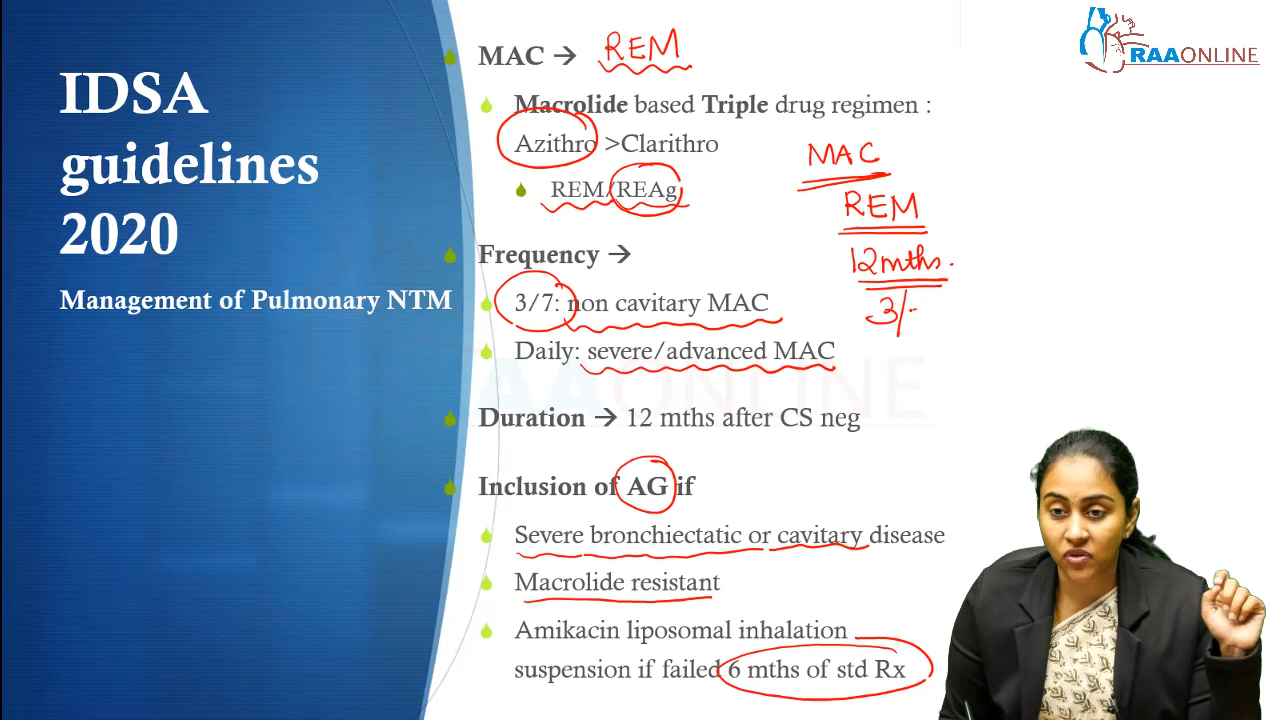 IDSA
guidelines
2020
Management of Pulmonary NTM
MAC → REM
Macrolide based Triple drug regimen :
Azithro >Clarithro
REM/REAg
Frequency →
3/7: non cavitary MAC
Daily: severe/advanced MAC
Duration → 12 mths after CS neg
Inclusion of AG if
Severe bronchiectatic or cavitary disease
Macrolide resistant
Amikacin liposomal inhalation
suspension if failed 6 mths of std Rx
MAC
REM
12mths.
3/
RAAONLINE
RAAONLINE